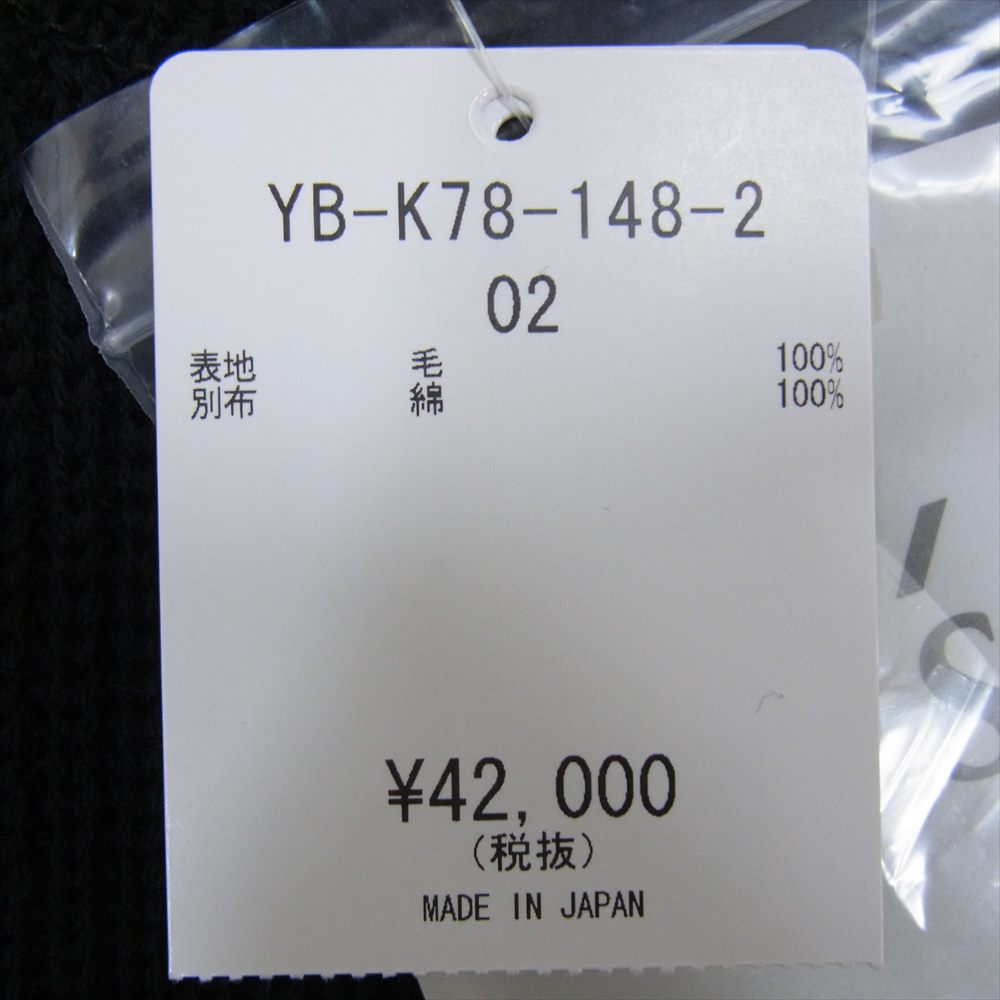 YB-K78-148-2
02
表地 毛 100%
別布 綿 100%
¥42,000
(税抜)
MADE IN JAPAN
's